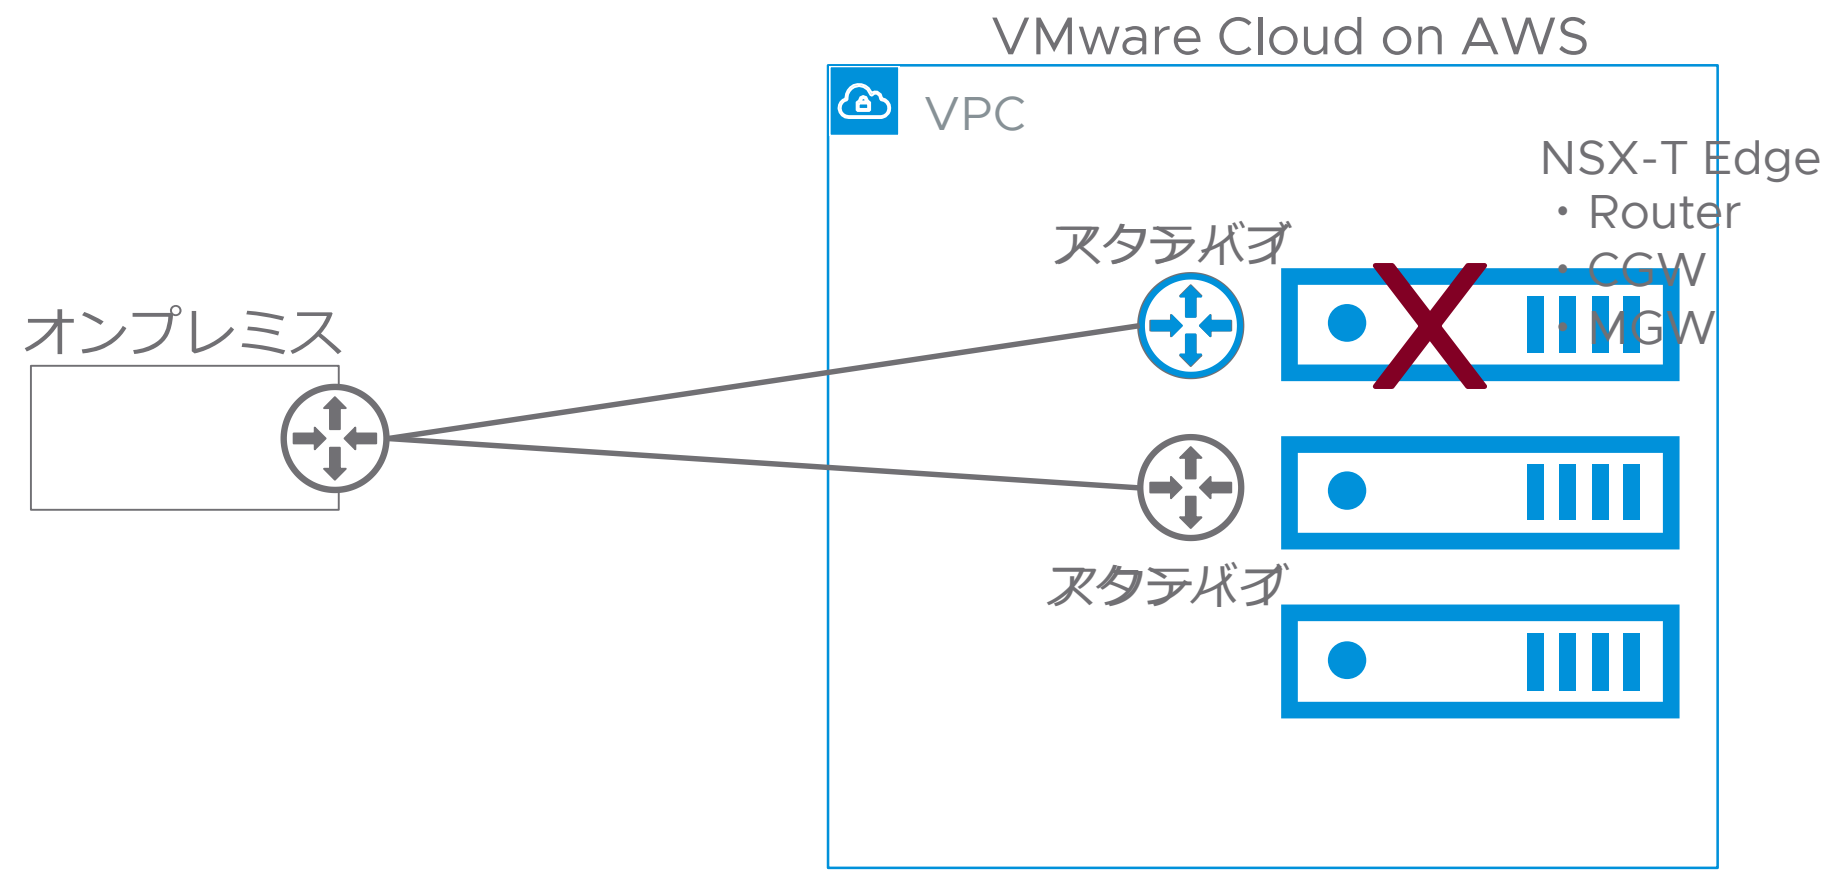 VMware Cloud on AWS
VPC
NSX-T Edge
・Router
・CGW
・MGW
オンプレミス